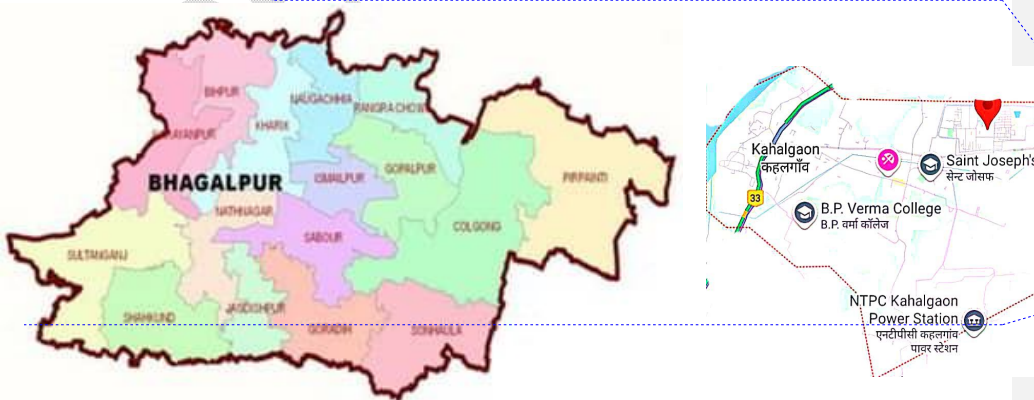 BIHPUR
NAUGACHHIA
RANGRA CHOW
KHARIK
GOPALPUR
PIRPAINTI
ISMAILPUR
BHAGALPUR
NATHNAGAR
COLGONG
SABOUR
SULTANGANJ
JAGDISHPUR
SHAHKUND
GORADIH
SONHAULA
Kahalgaon
कहलगाँव
Saint Joseph's
सेन्ट जोसफ
33
B.P. Verma College
B.P. वर्मा कॉलेज
NTPC Kahalgaon
Power Station
एनटीपीसी कहलगांव
पावर स्टेशन